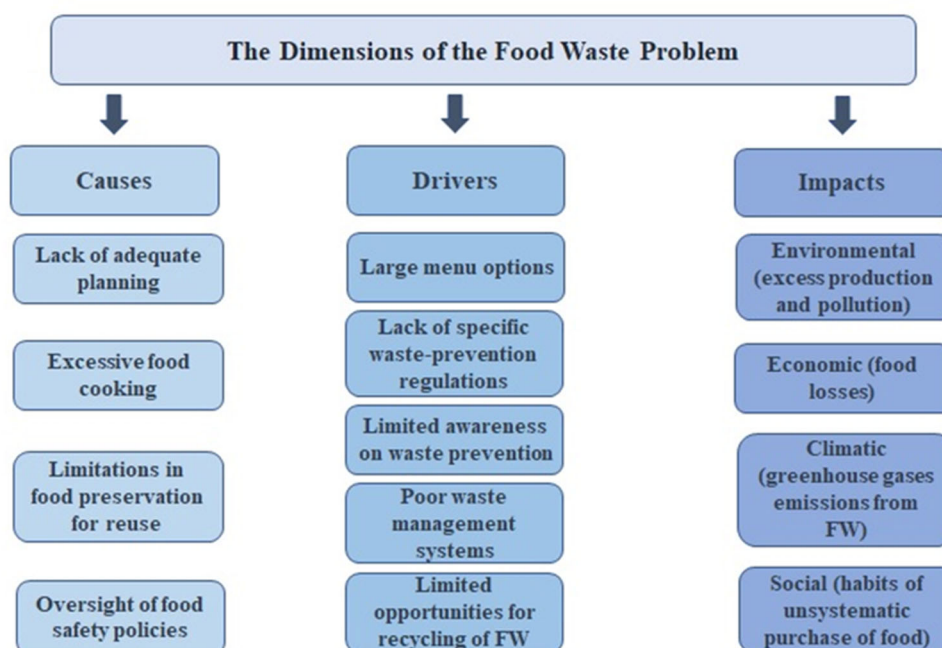 The Dimensions of the Food Waste Problem
Causes
Lack of adequate
planning
Excessive food
cooking
Limitations in
food preservation
for reuse
Oversight of food
safety policies
Drivers
Large menu options
Lack of specific
waste-prevention
regulations
Limited awareness
on waste prevention
Poor waste
management
systems
Limited
opportunities for
recycling of FW
Impacts
Environmental
(excess production
and pollution)
Economic (food
losses)
Climatic
(greenhouse gases
emissions from
FW)
Social (habits of
unsystematic
purchase of food)